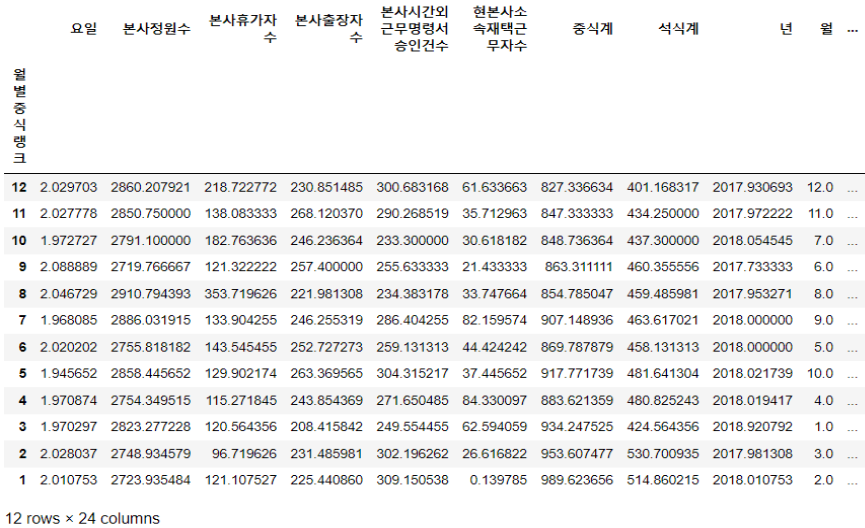 요일 본사정원수 본사휴가자수 본사출장자수 본사시간외근무명령서승인건수 현본사소속재택근무자수 중식계 석식계 년 월 ...
월별중식랭크
12 2.029703 2860.207921 218.722772 230.851485 300.683168 61.633663 827.336634 401.168317 2017.930693 12.0 ...
11 2.027778 2850.750000 138.083333 268.120370 290.268519 35.712963 847.333333 434.250000 2017.972222 11.0 ...
10 1.972727 2791.100000 182.763636 246.236364 233.300000 30.618182 848.736364 437.300000 2018.054545 7.0 ...
9 2.088889 2719.766667 121.322222 257.400000 255.633333 21.433333 863.311111 460.355556 2017.733333 6.0 ...
8 2.046729 2910.794393 353.719626 221.981308 234.383178 33.747664 854.785047 459.485981 2017.953271 8.0 ...
7 1.968085 2886.031915 133.904255 246.255319 286.404255 82.159574 907.148936 463.617021 2018.000000 9.0 ...
6 2.020202 2755.818182 143.545455 252.727273 259.131313 44.424242 869.787879 458.131313 2018.000000 5.0 ...
5 1.945652 2858.445652 129.902174 263.369565 304.315217 37.445652 917.771739 481.641304 2018.021739 10.0 ...
4 1.970874 2754.349515 115.271845 243.854369 271.650485 84.330097 883.621359 480.825243 2018.019417 4.0 ...
3 1.970297 2823.277228 120.564356 208.415842 249.554455 62.594059 934.247525 424.564356 2018.920792 1.0 ...
2 2.028037 2748.934579 96.719626 231.485981 302.196262 26.616822 953.607477 530.700935 2017.981308 3.0 ...
1 2.010753 2723.935484 121.107527 225.440860 309.150538 0.139785 989.623656 514.860215 2018.010753 2.0 ...
12 rows × 24 columns